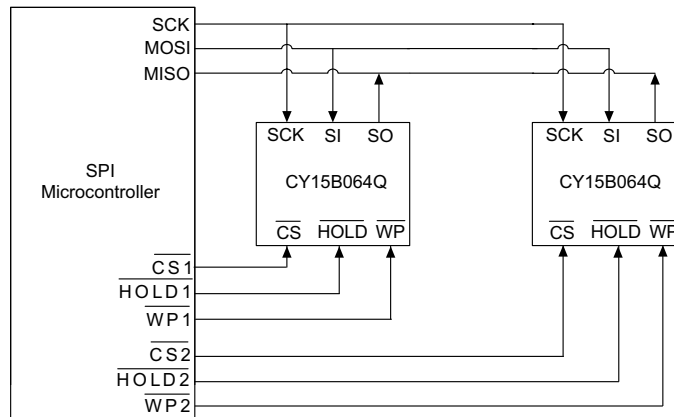 SCK
MOSI
MISO
SPI
Microcontroller
CS1
HOLD1
WP1
CS2
HOLD2
WP2
SCK SI SO
CY15B064Q
CS HOLD WP
SCK SI SO
CY15B064Q
CS HOLD WP